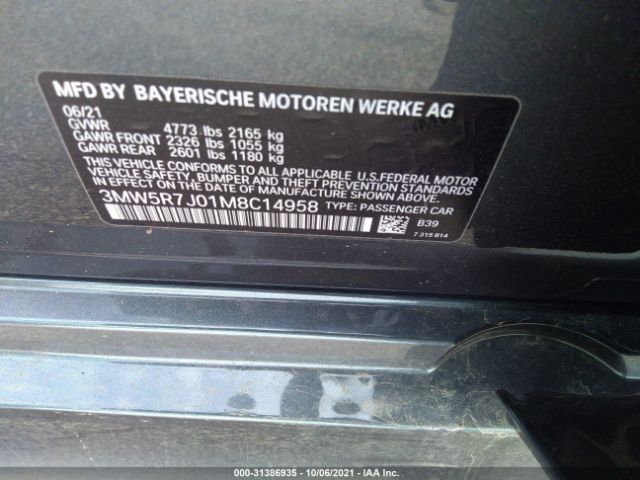 MFD BY BAYERISCHE MOTOREN WERKE AG
06/21
GVWR 4773 lbs 2165 kg
GAWR FRONT 2326 lbs 1055 kg
GAWR REAR 2601 lbs 1180 kg
THIS VEHICLE CONFORMS TO ALL APPLICABLE U.S.FEDERAL MOTOR
VEHICLE SAFETY, BUMPER, AND THEFT PREVENTION
STANDARDS IN EFFECT ON THE DATE OF MANUFACTURE SHOWN ABOVE.
3MW5R7J01M8C14958 TYPE: PASSENGER CAR
B39
7 315 814
000-31386935 - 10/06/2021 - IAA Inc.